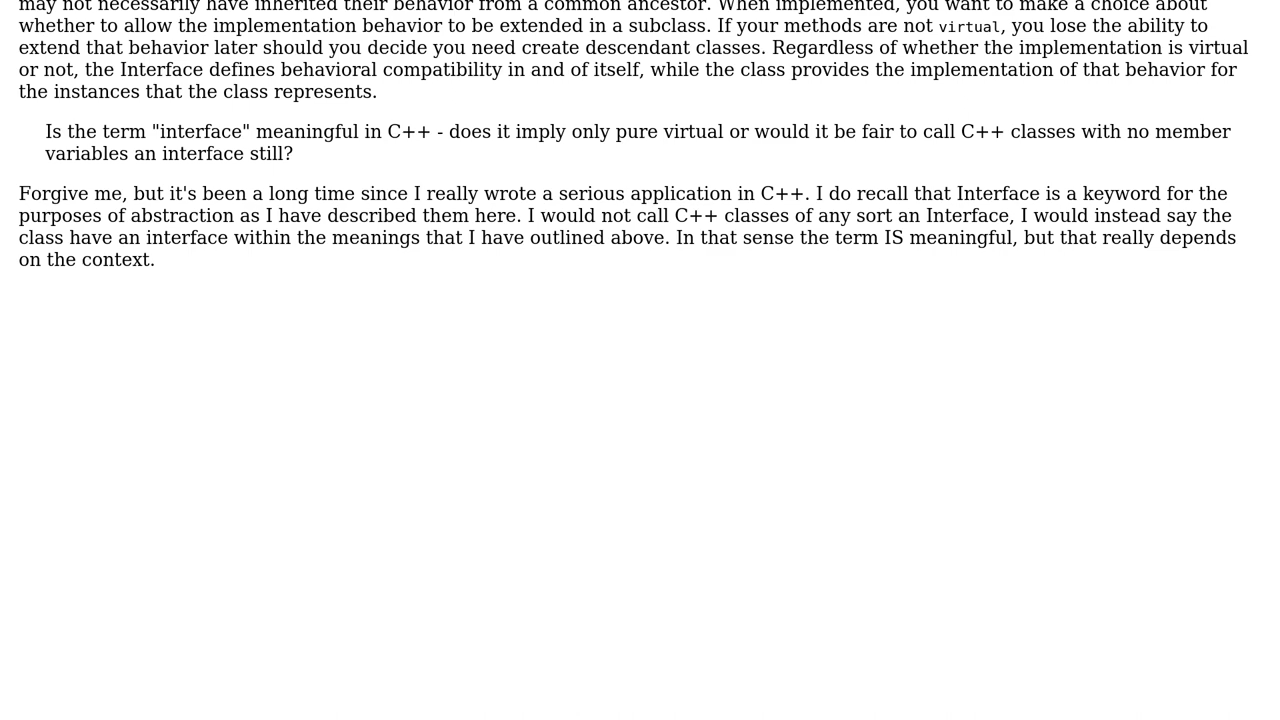 may not necessarily have inherited their behavior from a common ancestor. When implemented, you want to make a choice about
whether to allow the implementation behavior to be extended in a subclass. If your methods are not virtual, you lose the ability to
extend that behavior later should you decide you need create descendant classes. Regardless of whether the implementation is virtual
or not, the Interface defines behavioral compatibility in and of itself, while the class provides the implementation of that behavior for
the instances that the class represents.
Is the term "interface" meaningful in C++ - does it imply only pure virtual or would it be fair to call C++ classes with no member
variables an interface still?
Forgive me, but it's been a long time since I really wrote a serious application in C++. I do recall that Interface is a keyword for the
purposes of abstraction as I have described them here. I would not call C++ classes of any sort an Interface, I would instead say the
class have an interface within the meanings that I have outlined above. In that sense the term IS meaningful, but that really depends
on the context.